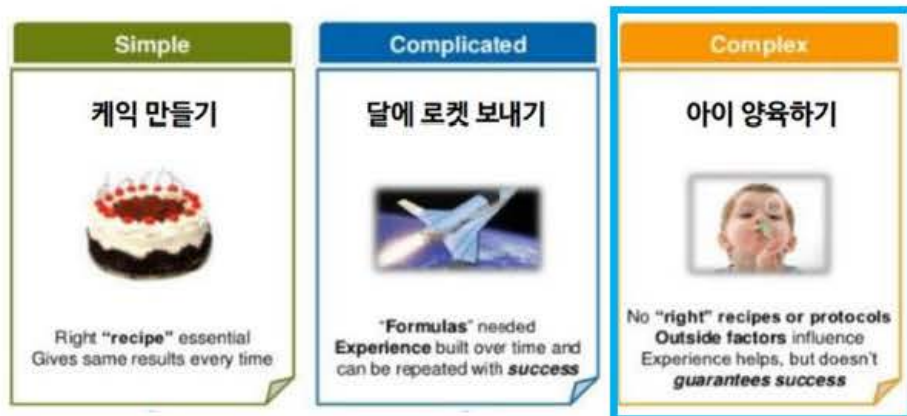 Simple
케익 만들기
Right “recipe” essential
Gives same results every time
Complicated
달에 로켓 보내기
“Formulas” needed
Experience built over time and
can be repeated with success
Complex
아이 양육하기
No “right” recipes or protocols
Outside factors influence
Experience helps, but doesn't
guarantees success